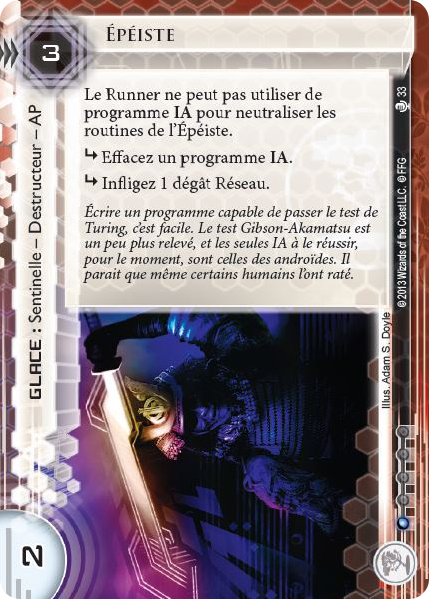 3
ÉPÉISTE
Le Runner ne peut pas utiliser de
programme IA pour neutraliser les
routines de l'Épéiste.
↳ Effacez un programme IA.
↳ Infligez 1 dégât Réseau.
Écrire un programme capable de passer le test de
Turing, c'est facile. Le test Gibson-Akamatsu est
un peu plus relevé, et les seules IA à le réussir,
pour le moment, sont celles des androïdes. Il
parait que même certains humains l'ont raté.
GLACE : Sentinelle – Destructeur – AP
33
© 2013 Wizards of the Coast LLC. © FFG
Illus. Adam S. Doyle
2